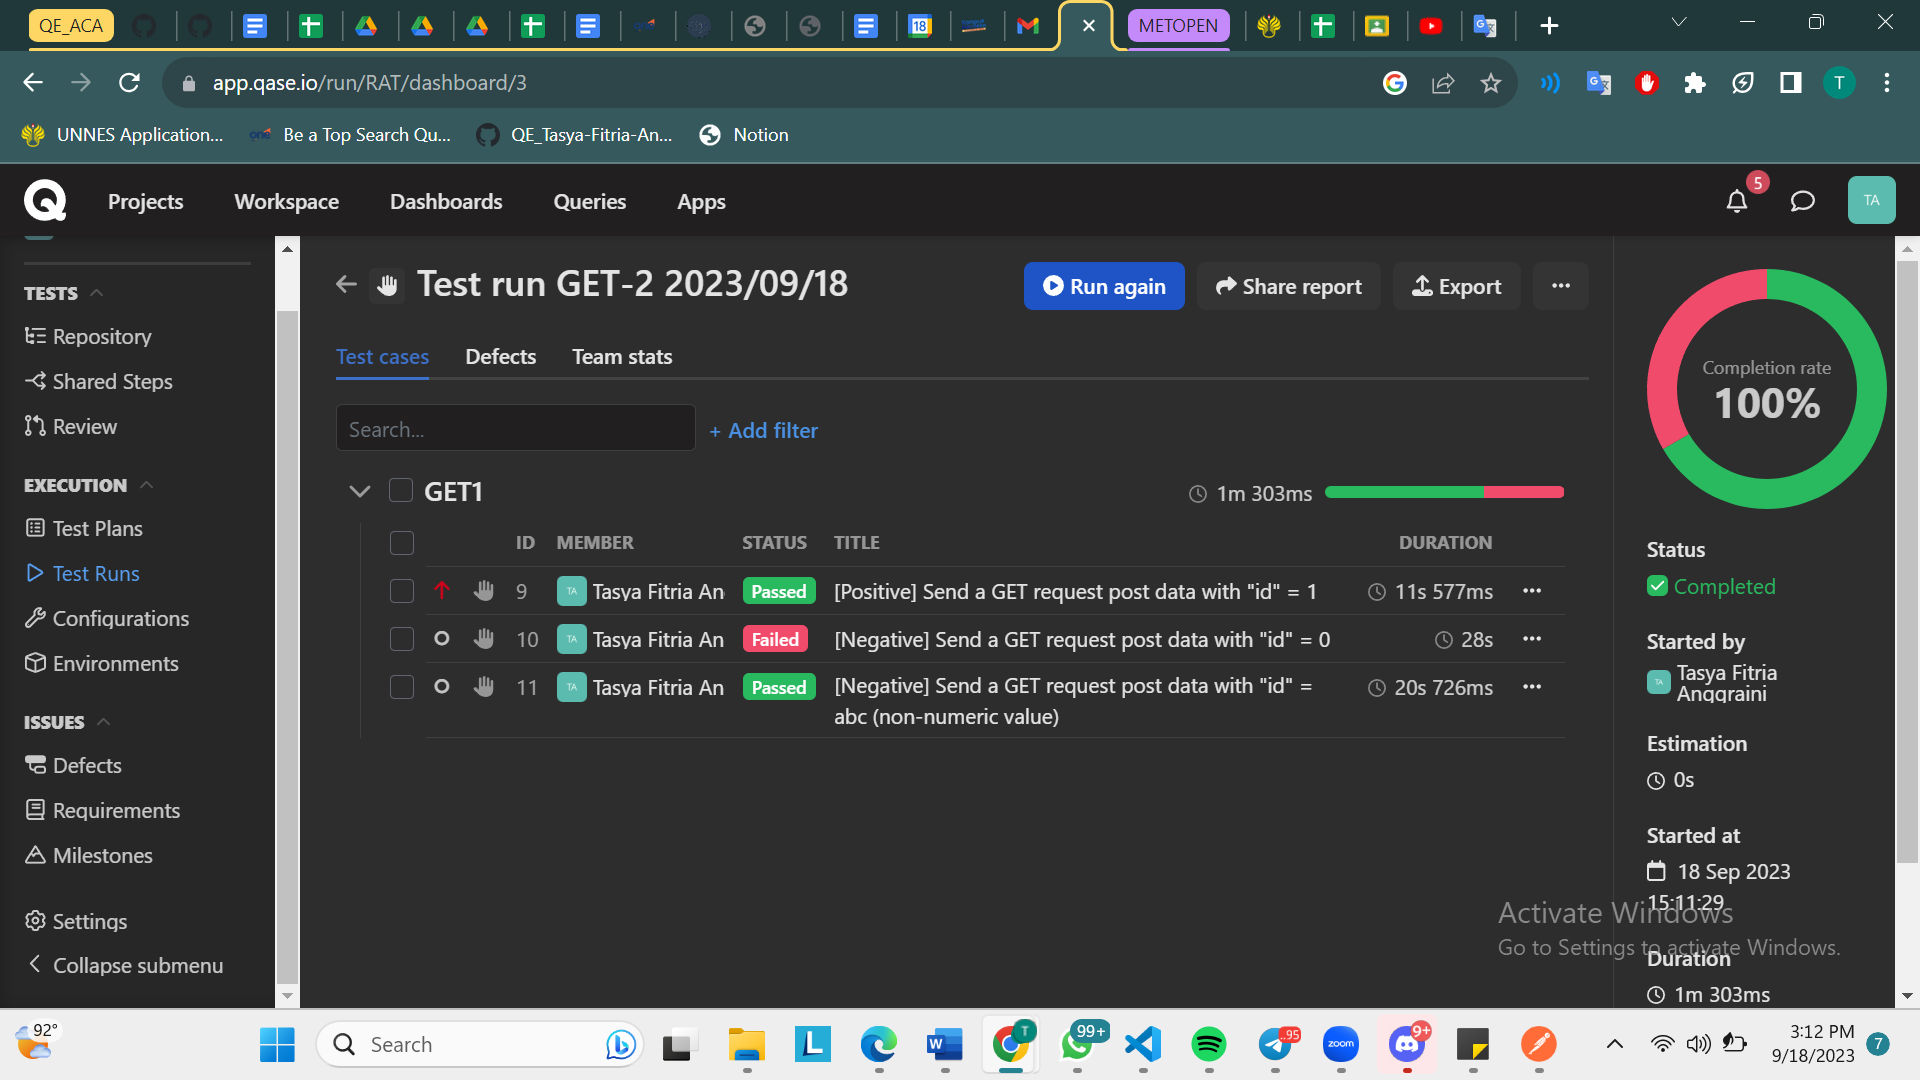 QE_ACA
METOPEN
app.qase.io/run/RAT/dashboard/3
T
UNNES Application...
Be a Top Search Qu...
QE_Tasya-Fitria-An...
Notion
Projects
Workspace
Dashboards
Queries
Apps
5
TA
TESTS
Repository
Shared Steps
Review
EXECUTION
Test Plans
Test Runs
Configurations
Environments
ISSUES
Defects
Requirements
Milestones
Settings
Collapse submenu
Test run GET-2 2023/09/18
Run again
Share report
Export
Test cases
Defects
Team stats
Search...
+ Add filter
GET1
1m 303ms
ID MEMBER STATUS TITLE DURATION
9 TA Tasya Fitria An Passed [Positive] Send a GET request post data with "id" = 1 11s 577ms
10 TA Tasya Fitria An Failed [Negative] Send a GET request post data with "id" = 0 28s
11 TA Tasya Fitria An Passed [Negative] Send a GET request post data with "id" = 20s 726ms
abc (non-numeric value)
Completion rate
100%
Status
Completed
Started by
TA Tasya Fitria
Anggraini
Estimation
0s
Started at
18 Sep 2023
15:11:29
Duration
1m 303ms
Activate Windows
Go to Settings to activate Windows.
92°
Search
L
W
T
99+
95
zoom
9+
3:12 PM
9/18/2023
7